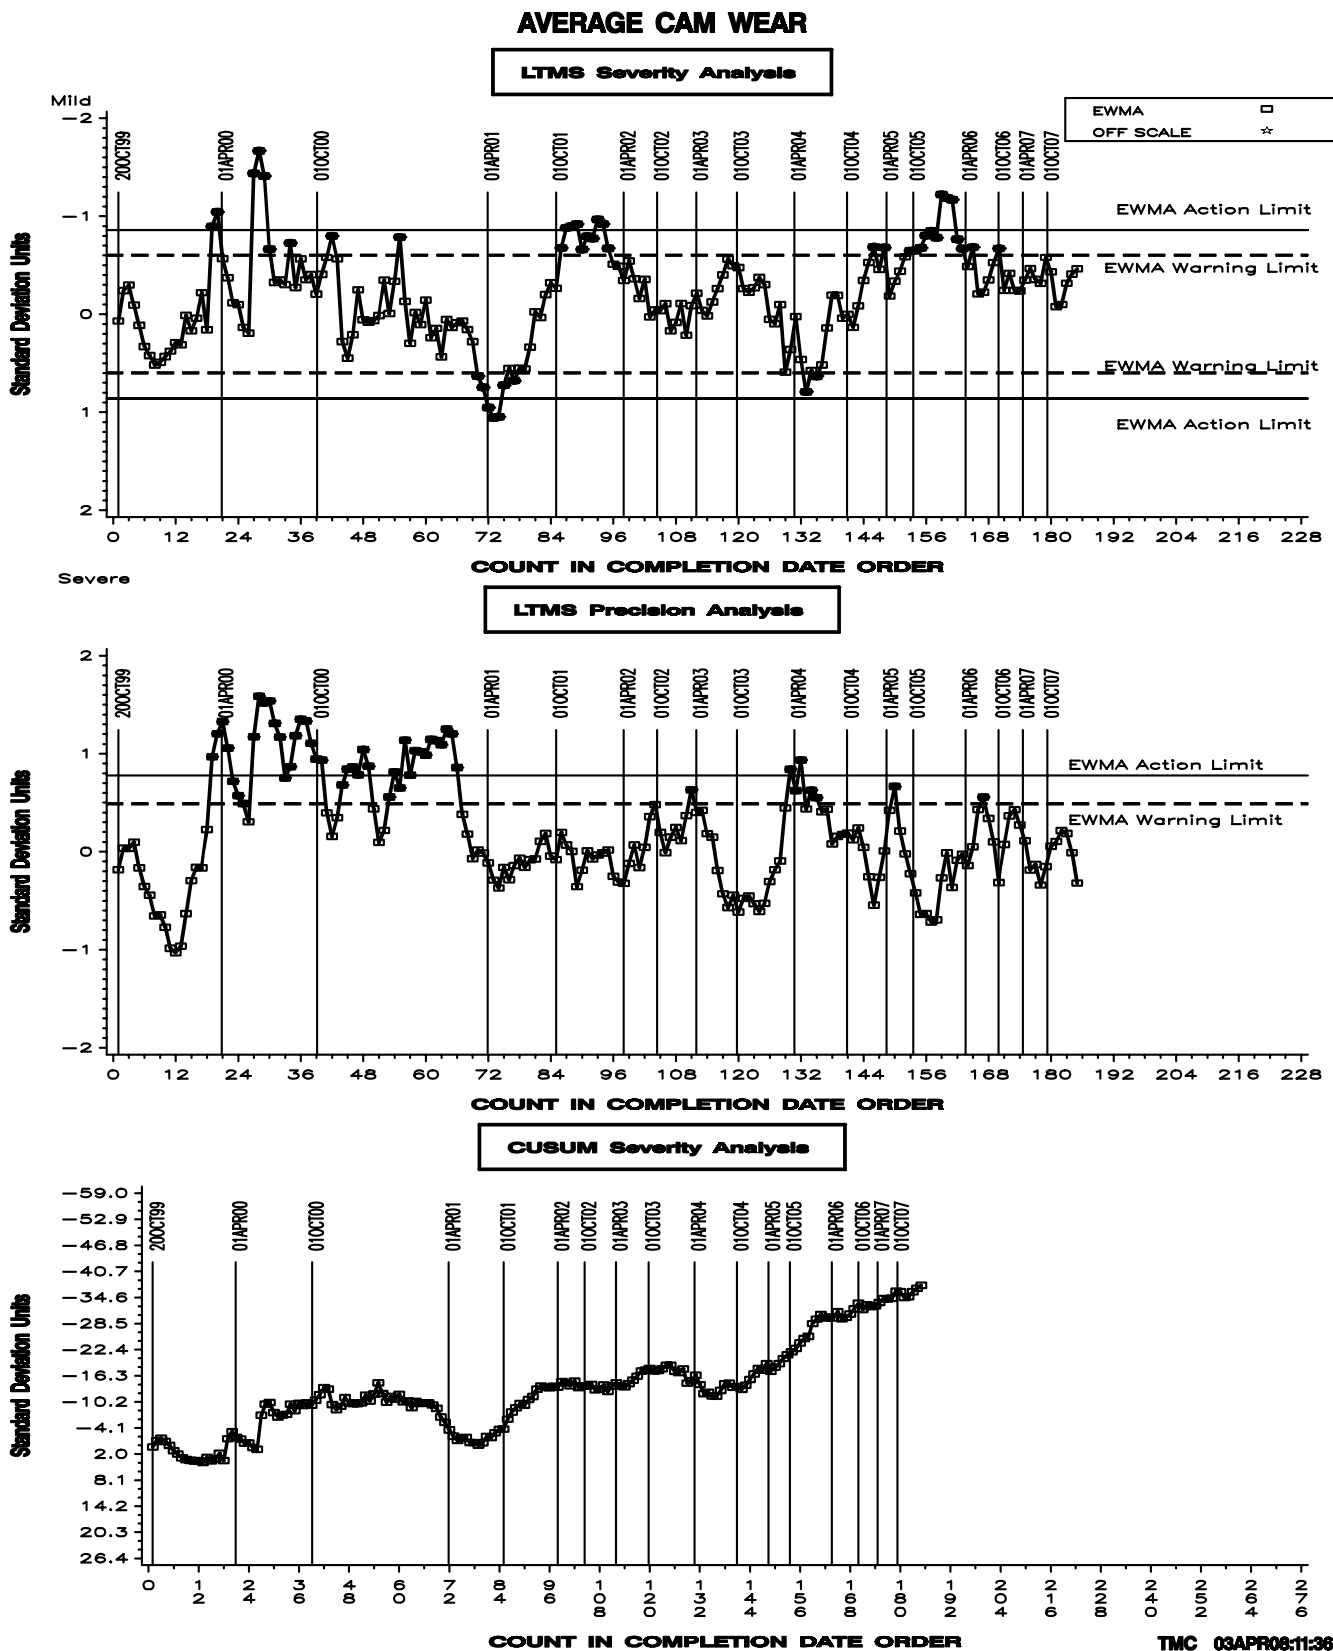 AVERAGE CAM WEAR
LTMS Severity Analysis
Mild
EWMA
OFF SCALE
20OCT99 01APR00 01OCT00 01APR01 01OCT01 01APR02 01OCT02 01APR03 01OCT03 01APR04 01OCT04 01APR05 01OCT05 01APR06 01OCT06 01APR07 01OCT07
Standard Deviation Units
-2
-1
0
1
2
EWMA Action Limit
EWMA Warning Limit
EWMA Warning Limit
EWMA Action Limit
0 12 24 36 48 60 72 84 96 108 120 132 144 156 168 180 192 204 216 228
COUNT IN COMPLETION DATE ORDER
Severe
LTMS Precision Analysis
20OCT99 01APR00 01OCT00 01APR01 01OCT01 01APR02 01OCT02 01APR03 01OCT03 01APR04 01OCT04 01APR05 01OCT05 01APR06 01OCT06 01APR07 01OCT07
Standard Deviation Units
2
1
0
-1
-2
EWMA Action Limit
EWMA Warning Limit
0 12 24 36 48 60 72 84 96 108 120 132 144 156 168 180 192 204 216 228
COUNT IN COMPLETION DATE ORDER
CUSUM Severity Analysis
20OCT99 01APR00 01OCT00 01APR01 01OCT01 01APR02 01OCT02 01APR03 01OCT03 01APR04 01OCT04 01APR05 01OCT05 01APR06 01OCT06 01APR07 01OCT07
Standard Deviation Units
-59.0
-52.9
-46.8
-40.7
-34.6
-28.5
-22.4
-16.3
-10.2
-4.1
2.0
8.1
14.2
20.3
26.4
0 12 24 36 48 60 72 84 96 108 120 132 144 156 168 180 192 204 216 228 240 252 264 276
COUNT IN COMPLETION DATE ORDER
TMC 03APR08:11:36